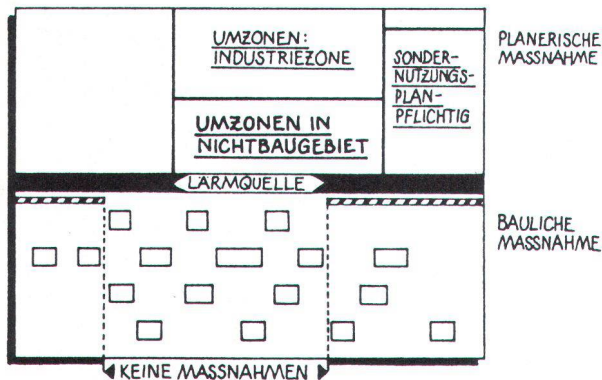 UMZONEN:
INDUSTRIEZONE
SONDER-
NUTZUNGS-
PLAN-
PFLICHTIG
PLANERISCHE
MASSNAHME
UMZONEN IN
NICHTBAUGEBIET
LÄRMQUELLE
BAULICHE
MASSNAHME
KEINE MASSNAHMEN